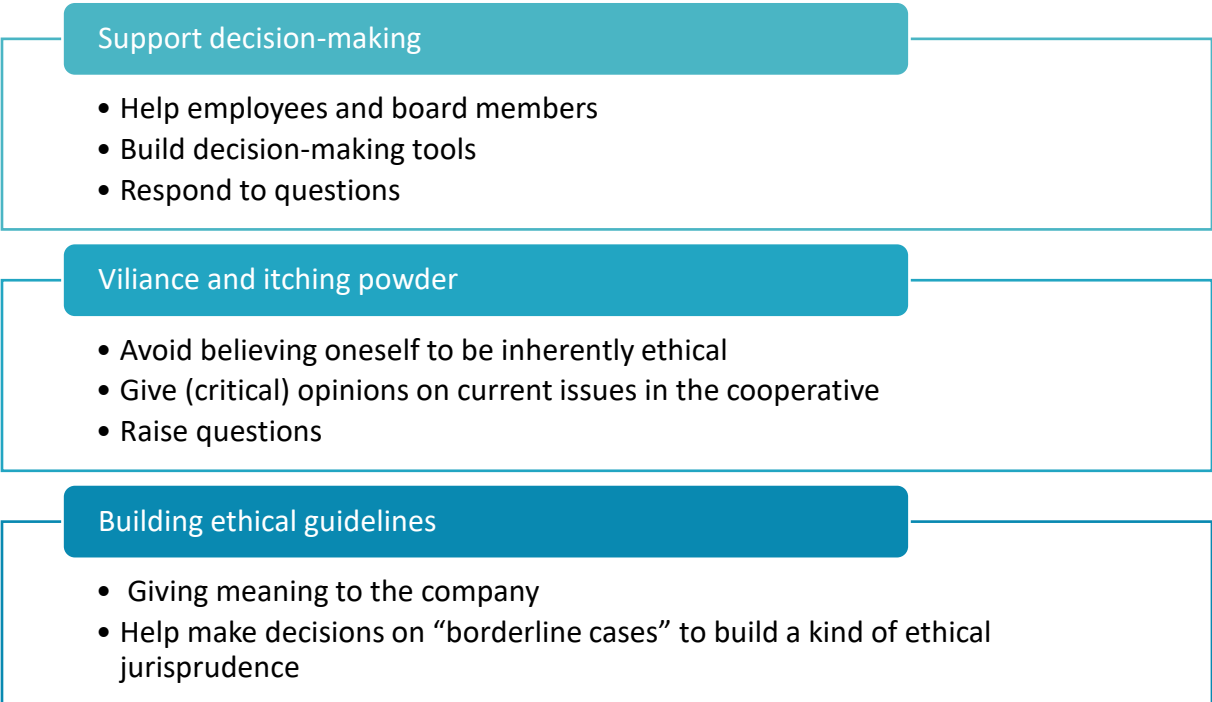 Support decision-making
• Help employees and board members
• Build decision-making tools
• Respond to questions
Viliance and itching powder
• Avoid believing oneself to be inherently ethical
• Give (critical) opinions on current issues in the cooperative
• Raise questions
Building ethical guidelines
• Giving meaning to the company
• Help make decisions on “borderline cases” to build a kind of ethical
jurisprudence